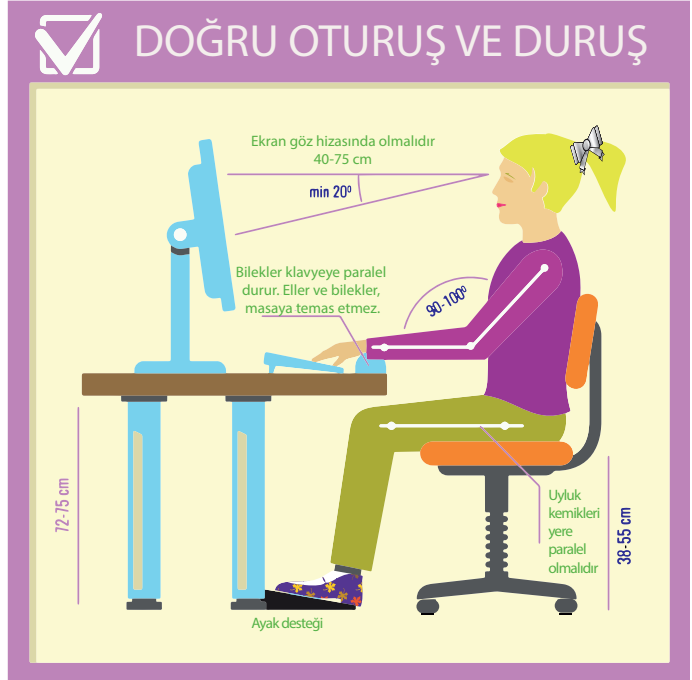 DOĞRU OTURUŞ VE DURUŞ
Ekran göz hizasında olmalıdır
40-75 cm
min 20⁰
Bilekler klavyeye paralel
durur. Eller ve bilekler,
masaya temas etmez.
90-100⁰
72-75 cm
Uyluk
kemikleri
yere
paralel
olmalıdır
38-55 cm
Ayak desteği